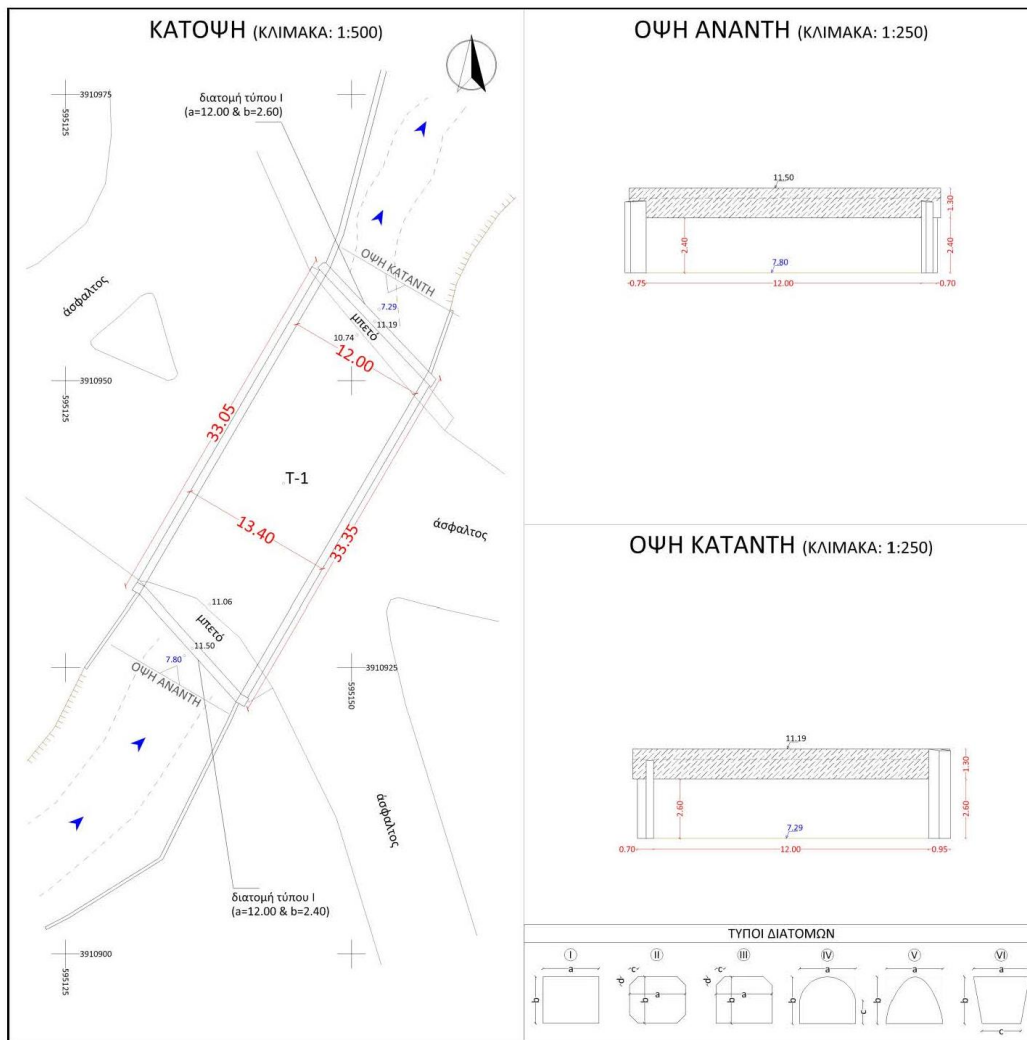 ΚΑΤΟΨΗ (ΚΛΙΜΑΚΑ: 1:500)
διατομή τύπου Ι
(a=12.00 & b=2.60)
3910975
595125
ΟΨΗ ΚΑΤΑΝΤΗ
άσφαλτος
7.29
11.19
μπετό
10.74
12.00
3910950
595125
33.05
T-1
13.40
33.35
άσφαλτος
11.06
μπετό
11.50
7.80
ΟΨΗ ΑΝΑΝΤΗ
3910925
595150
άσφαλτος
διατομή τύπου Ι
(a=12.00 & b=2.40)
3910900
595125
ΟΨΗ ΑΝΑΝΤΗ (ΚΛΙΜΑΚΑ: 1:250)
11.50
1.30
2.40
2.40
7.80
0.75
12.00
0.70
ΟΨΗ ΚΑΤΑΝΤΗ (ΚΛΙΜΑΚΑ: 1:250)
11.19
1.30
2.60
2.60
7.29
0.70
12.00
0.95
ΤΥΠΟΙ ΔΙΑΤΟΜΩΝ
I II III IV V VI
a c c a a a
b d b a d b a b c b b c